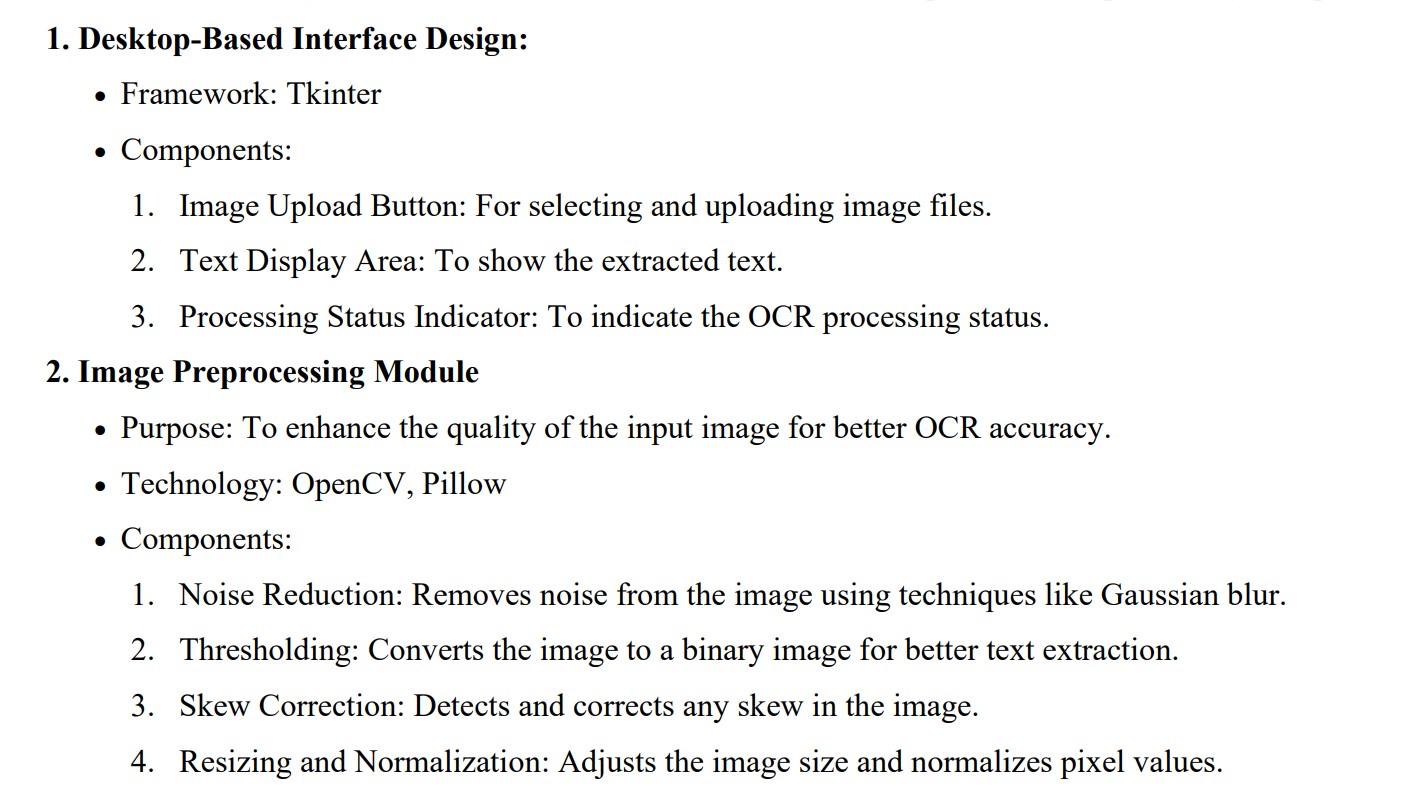 1. Desktop-Based Interface Design:
• Framework: Tkinter
• Components:
1. Image Upload Button: For selecting and uploading image files.
2. Text Display Area: To show the extracted text.
3. Processing Status Indicator: To indicate the OCR processing status.
2. Image Preprocessing Module
• Purpose: To enhance the quality of the input image for better OCR accuracy.
• Technology: OpenCV, Pillow
• Components:
1. Noise Reduction: Removes noise from the image using techniques like Gaussian blur.
2. Thresholding: Converts the image to a binary image for better text extraction.
3. Skew Correction: Detects and corrects any skew in the image.
4. Resizing and Normalization: Adjusts the image size and normalizes pixel values.